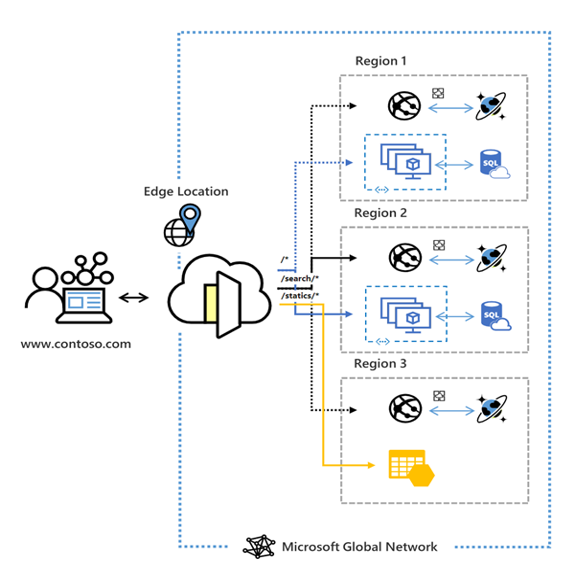 Region 1
SQL
Edge Location
Region 2
/*
/search/*
/statics/*
SQL
www.contoso.com
Region 3
Microsoft Global Network